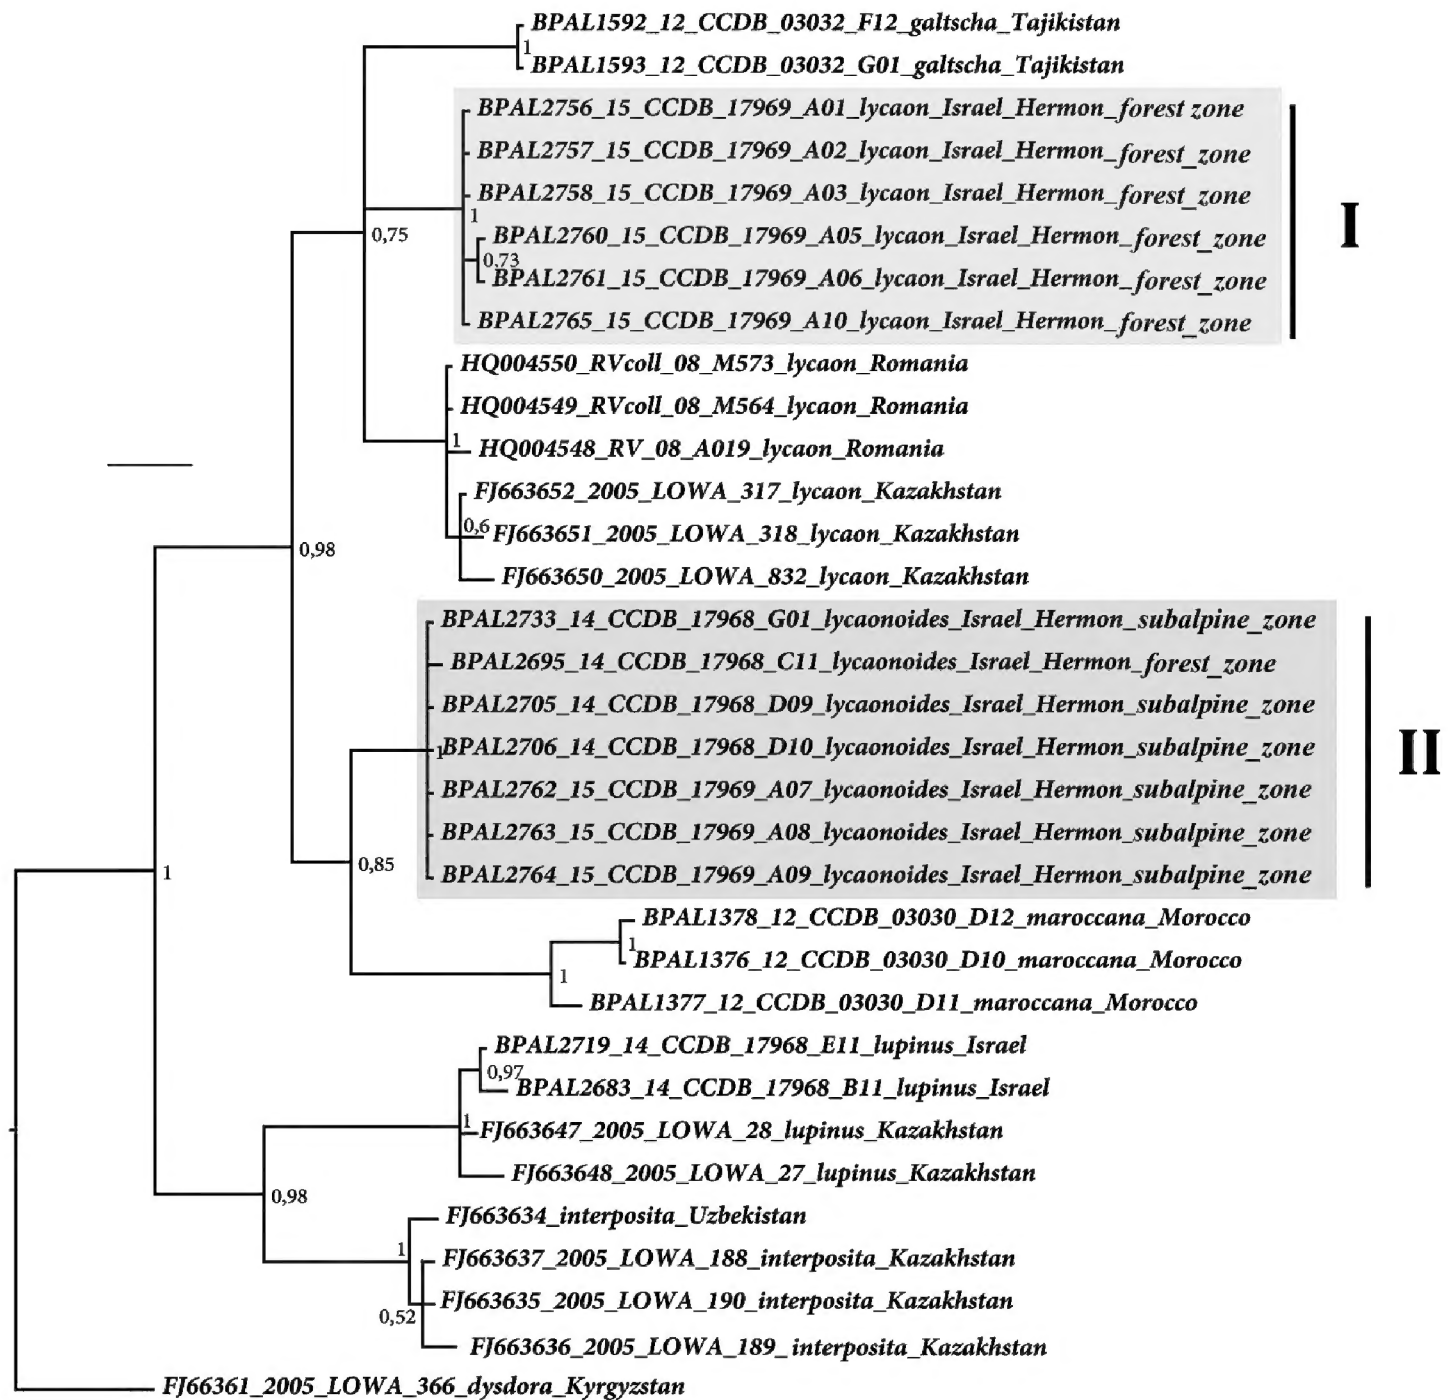 BPAL1592_12_CCDB_03032_F12_galtscha_Tajikistan
1
BPAL1593_12_CCDB_03032_G01_galtscha_Tajikistan
BPAL2756_15_CCDB_17969_A01_lycaon_Israel_Hermon_forest zone
BPAL2757_15_CCDB_17969_A02_lycaon_Israel_Hermon_forest_zone
BPAL2758_15_CCDB_17969_A03_lycaon_Israel_Hermon_forest_zone
1
I
0,75
BPAL2760_15_CCDB_17969_A05_lycaon_Israel_Hermon_forest_zone
0,73
BPAL2761_15_CCDB_17969_A06_lycaon_Israel_Hermon_forest_zone
BPAL2765_15_CCDB_17969_A10_lycaon_Israel_Hermon_forest_zone
HQ004550_RVcoll_08_M573_lycaon_Romania
HQ004549_RVcoll_08_M564_lycaon_Romania
1
HQ004548_RV_08_A019_lycaon_Romania
FJ663652_2005_LOWA_317_lycaon_Kazakhstan
0,6
FJ663651_2005_LOWA_318_lycaon_Kazakhstan
0,98
FJ663650_2005_LOWA_832_lycaon_Kazakhstan
BPAL2733_14_CCDB_17968_G01_lycaonoides_Israel_Hermon_subalpine_zone
BPAL2695_14_CCDB_17968_C11_lycaonoides_Israel_Hermon_forest_zone
BPAL2705_14_CCDB_17968_D09_lycaonoides_Israel_Hermon_subalpine_zone
1
BPAL2706_14_CCDB_17968_D10_lycaonoides_Israel_Hermon_subalpine_zone
II
BPAL2762_15_CCDB_17969_A07_lycaonoides_Israel_Hermon_subalpine_zone
BPAL2763_15_CCDB_17969_A08_lycaonoides_Israel_Hermon_subalpine_zone
0,85
1
BPAL2764_15_CCDB_17969_A09_lycaonoides_Israel_Hermon_subalpine_zone
BPAL1378_12_CCDB_03030_D12_maroccana_Morocco
1
BPAL1376_12_CCDB_03030_D10_maroccana_Morocco
1
BPAL1377_12_CCDB_03030_D11_maroccana_Morocco
BPAL2719_14_CCDB_17968_E11_lupinus_Israel
0,97
BPAL2683_14_CCDB_17968_B11_lupinus_Israel
1
FJ663647_2005_LOWA_28_lupinus_Kazakhstan
FJ663648_2005_LOWA_27_lupinus_Kazakhstan
0,98
FJ663634_interposita_Uzbekistan
1
FJ663637_2005_LOWA_188_interposita_Kazakhstan
FJ663635_2005_LOWA_190_interposita_Kazakhstan
0,52
FJ663636_2005_LOWA_189_interposita_Kazakhstan
FJ66361_2005_LOWA_366_dysdora_Kyrgyzstan